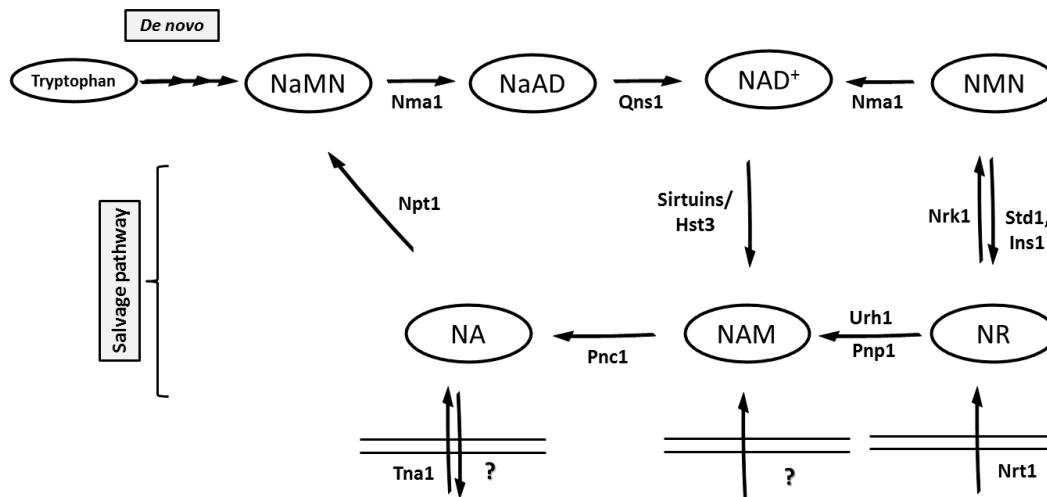 De novo
Tryptophan
NaMN
Nma1
NaAD
Qns1
NAD⁺
Nma1
NMN
Salvage pathway
Npt1
Sirtuins/
Hst3
Nrk1
Std1,
Ins1
NA
Pnc1
NAM
Urh1
Pnp1
NR
Tna1
?
?
Nrt1